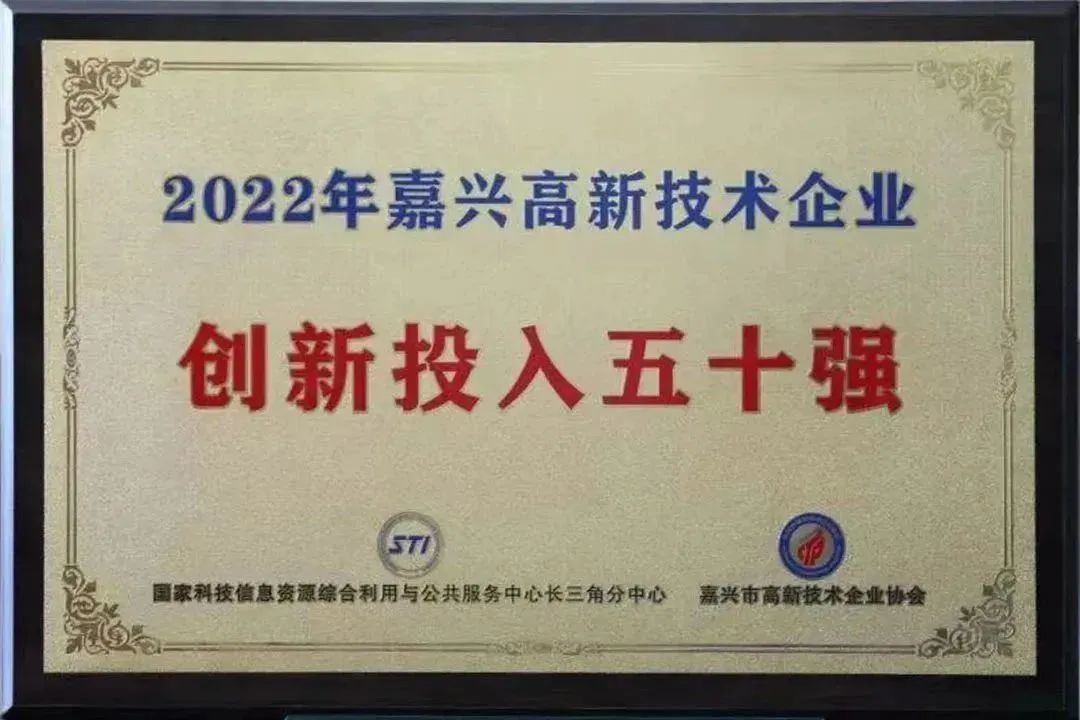 2022年嘉兴高新技术企业
创新投入五十强
STI
国家科技信息资源综合利用与公共服务中心长三角分中心
嘉兴市高新技术企业协会